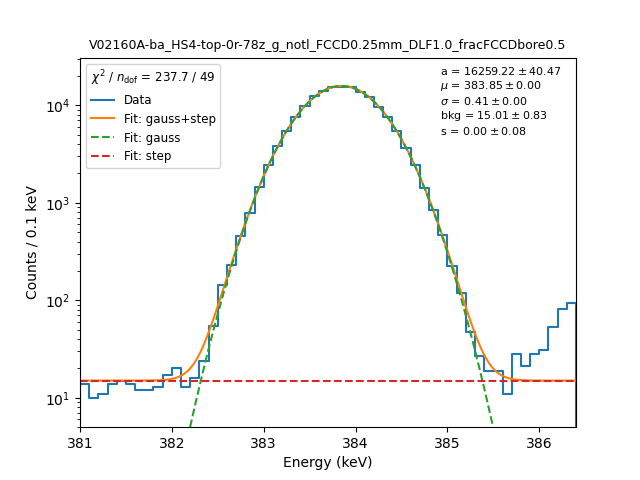 V02160A-ba_HS4-top-0r-78z_g_notl_FCCD0.25mm_DLF1.0_fracFCCDbore0.5
χ² / n_dof = 237.7 / 49
Data
Fit: gauss+step
Fit: gauss
Fit: step
a = 16259.22 ± 40.47
μ = 383.85 ± 0.00
σ = 0.41 ± 0.00
bkg = 15.01 ± 0.83
s = 0.00 ± 0.08
Counts / 0.1 keV
10⁴
10³
10²
10¹
381 382 383 384 385 386
Energy (keV)